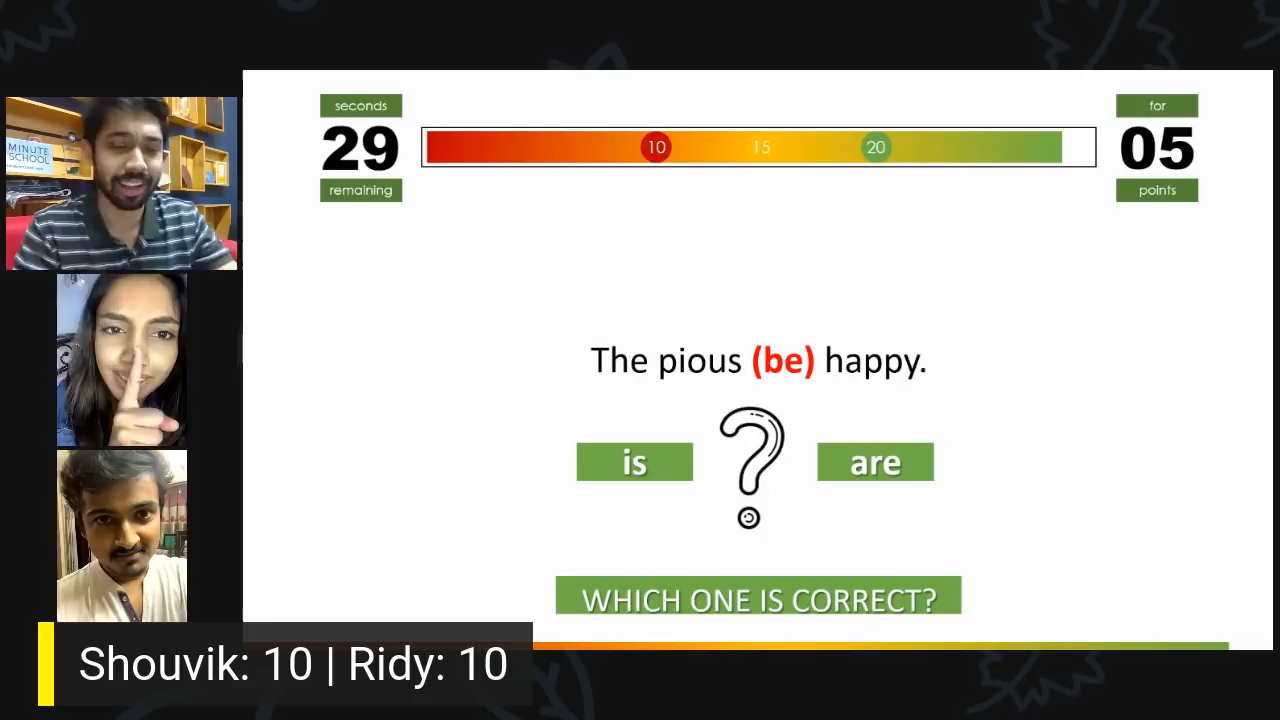 seconds
29
remaining
10
15
20
for
05
points
MINUTE
SCHOOL
The pious (be) happy.
is
are
WHICH ONE IS CORRECT?
Shouvik: 10 | Ridy: 10